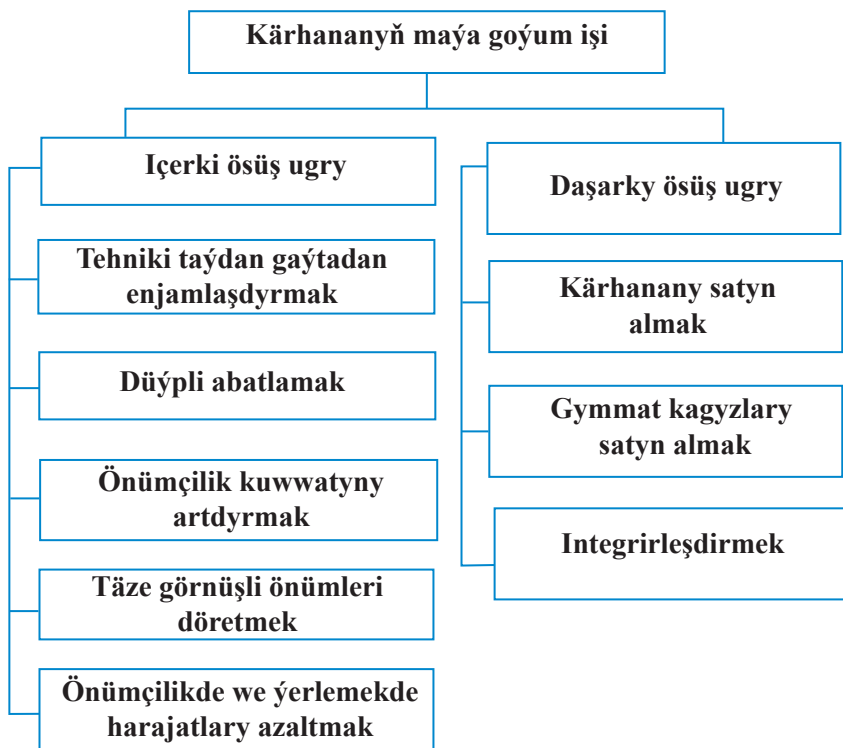 Kärhananyň maýa goýum işi
Içerki ösüş ugry
Tehniki taýdan gaýtadan
enjamlaşdyrmak
Düýpli abatlamak
Önümçilik kuwwatyny
artdyrmak
Täze görnüşli önümleri
döretmek
Önümçilikde we ýerlemekde
harajatlary azaltmak
Daşarky ösüş ugry
Kärhanany satyn
almak
Gymmat kagyzlary
satyn almak
Integrirleşdirmek